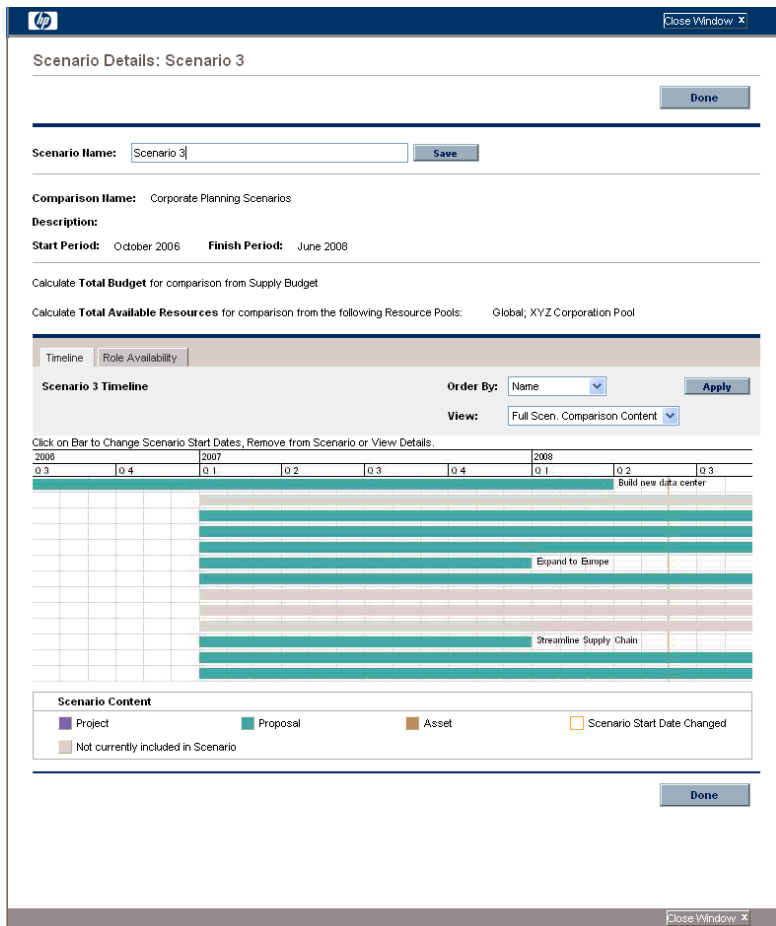 hp
Close Window x
Scenario Details: Scenario 3
Done
Scenario Name: Scenario 3 Save
Comparison Name: Corporate Planning Scenarios
Description:
Start Period: October 2006 Finish Period: June 2008
Calculate Total Budget for comparison from Supply Budget
Calculate Total Available Resources for comparison from the following Resource Pools: Global; XYZ Corporation Pool
Timeline Role Availability
Scenario 3 Timeline Order By: Name Apply
View: Full Scen. Comparison Content
Click on Bar to Change Scenario Start Dates, Remove from Scenario or View Details.
2006 2007 2008
Q 3 Q 4 Q 1 Q 2 Q 3 Q 4 Q 1 Q 2 Q 3
Build new data center
Expand to Europe
Streamline Supply Chain
Scenario Content
Project Proposal Asset Scenario Start Date Changed
Not currently included in Scenario
Done
Close Window x